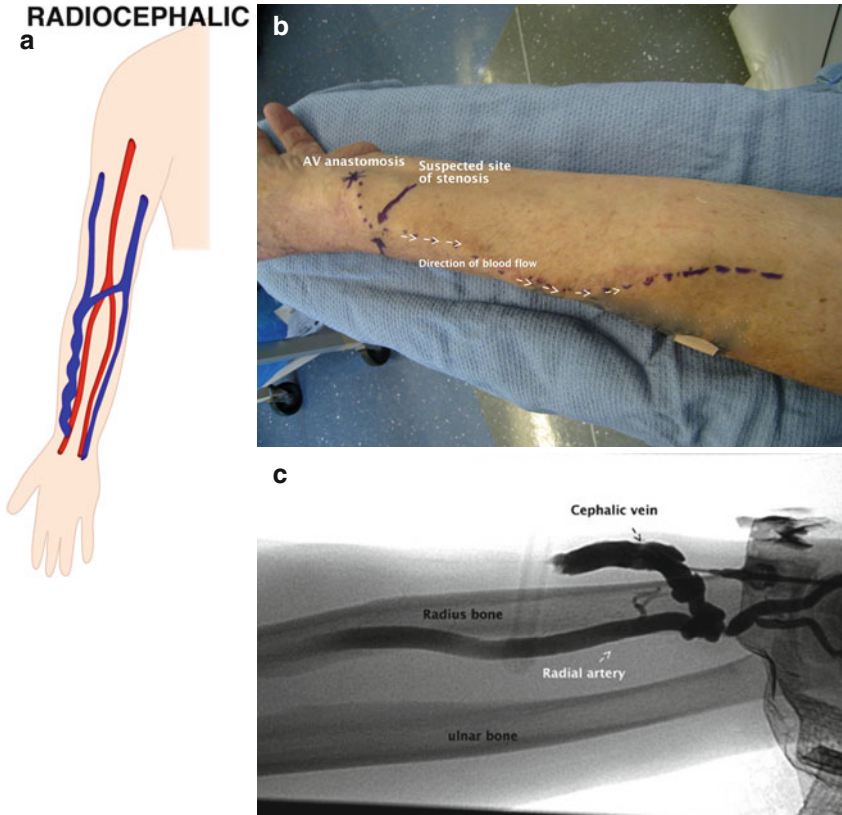 RADIOCEPHALIC
a
b
AV anastomosis
Suspected site
of stenosis
Direction of blood flow
c
Cephalic vein
Radius bone
Radial artery
ulnar bone